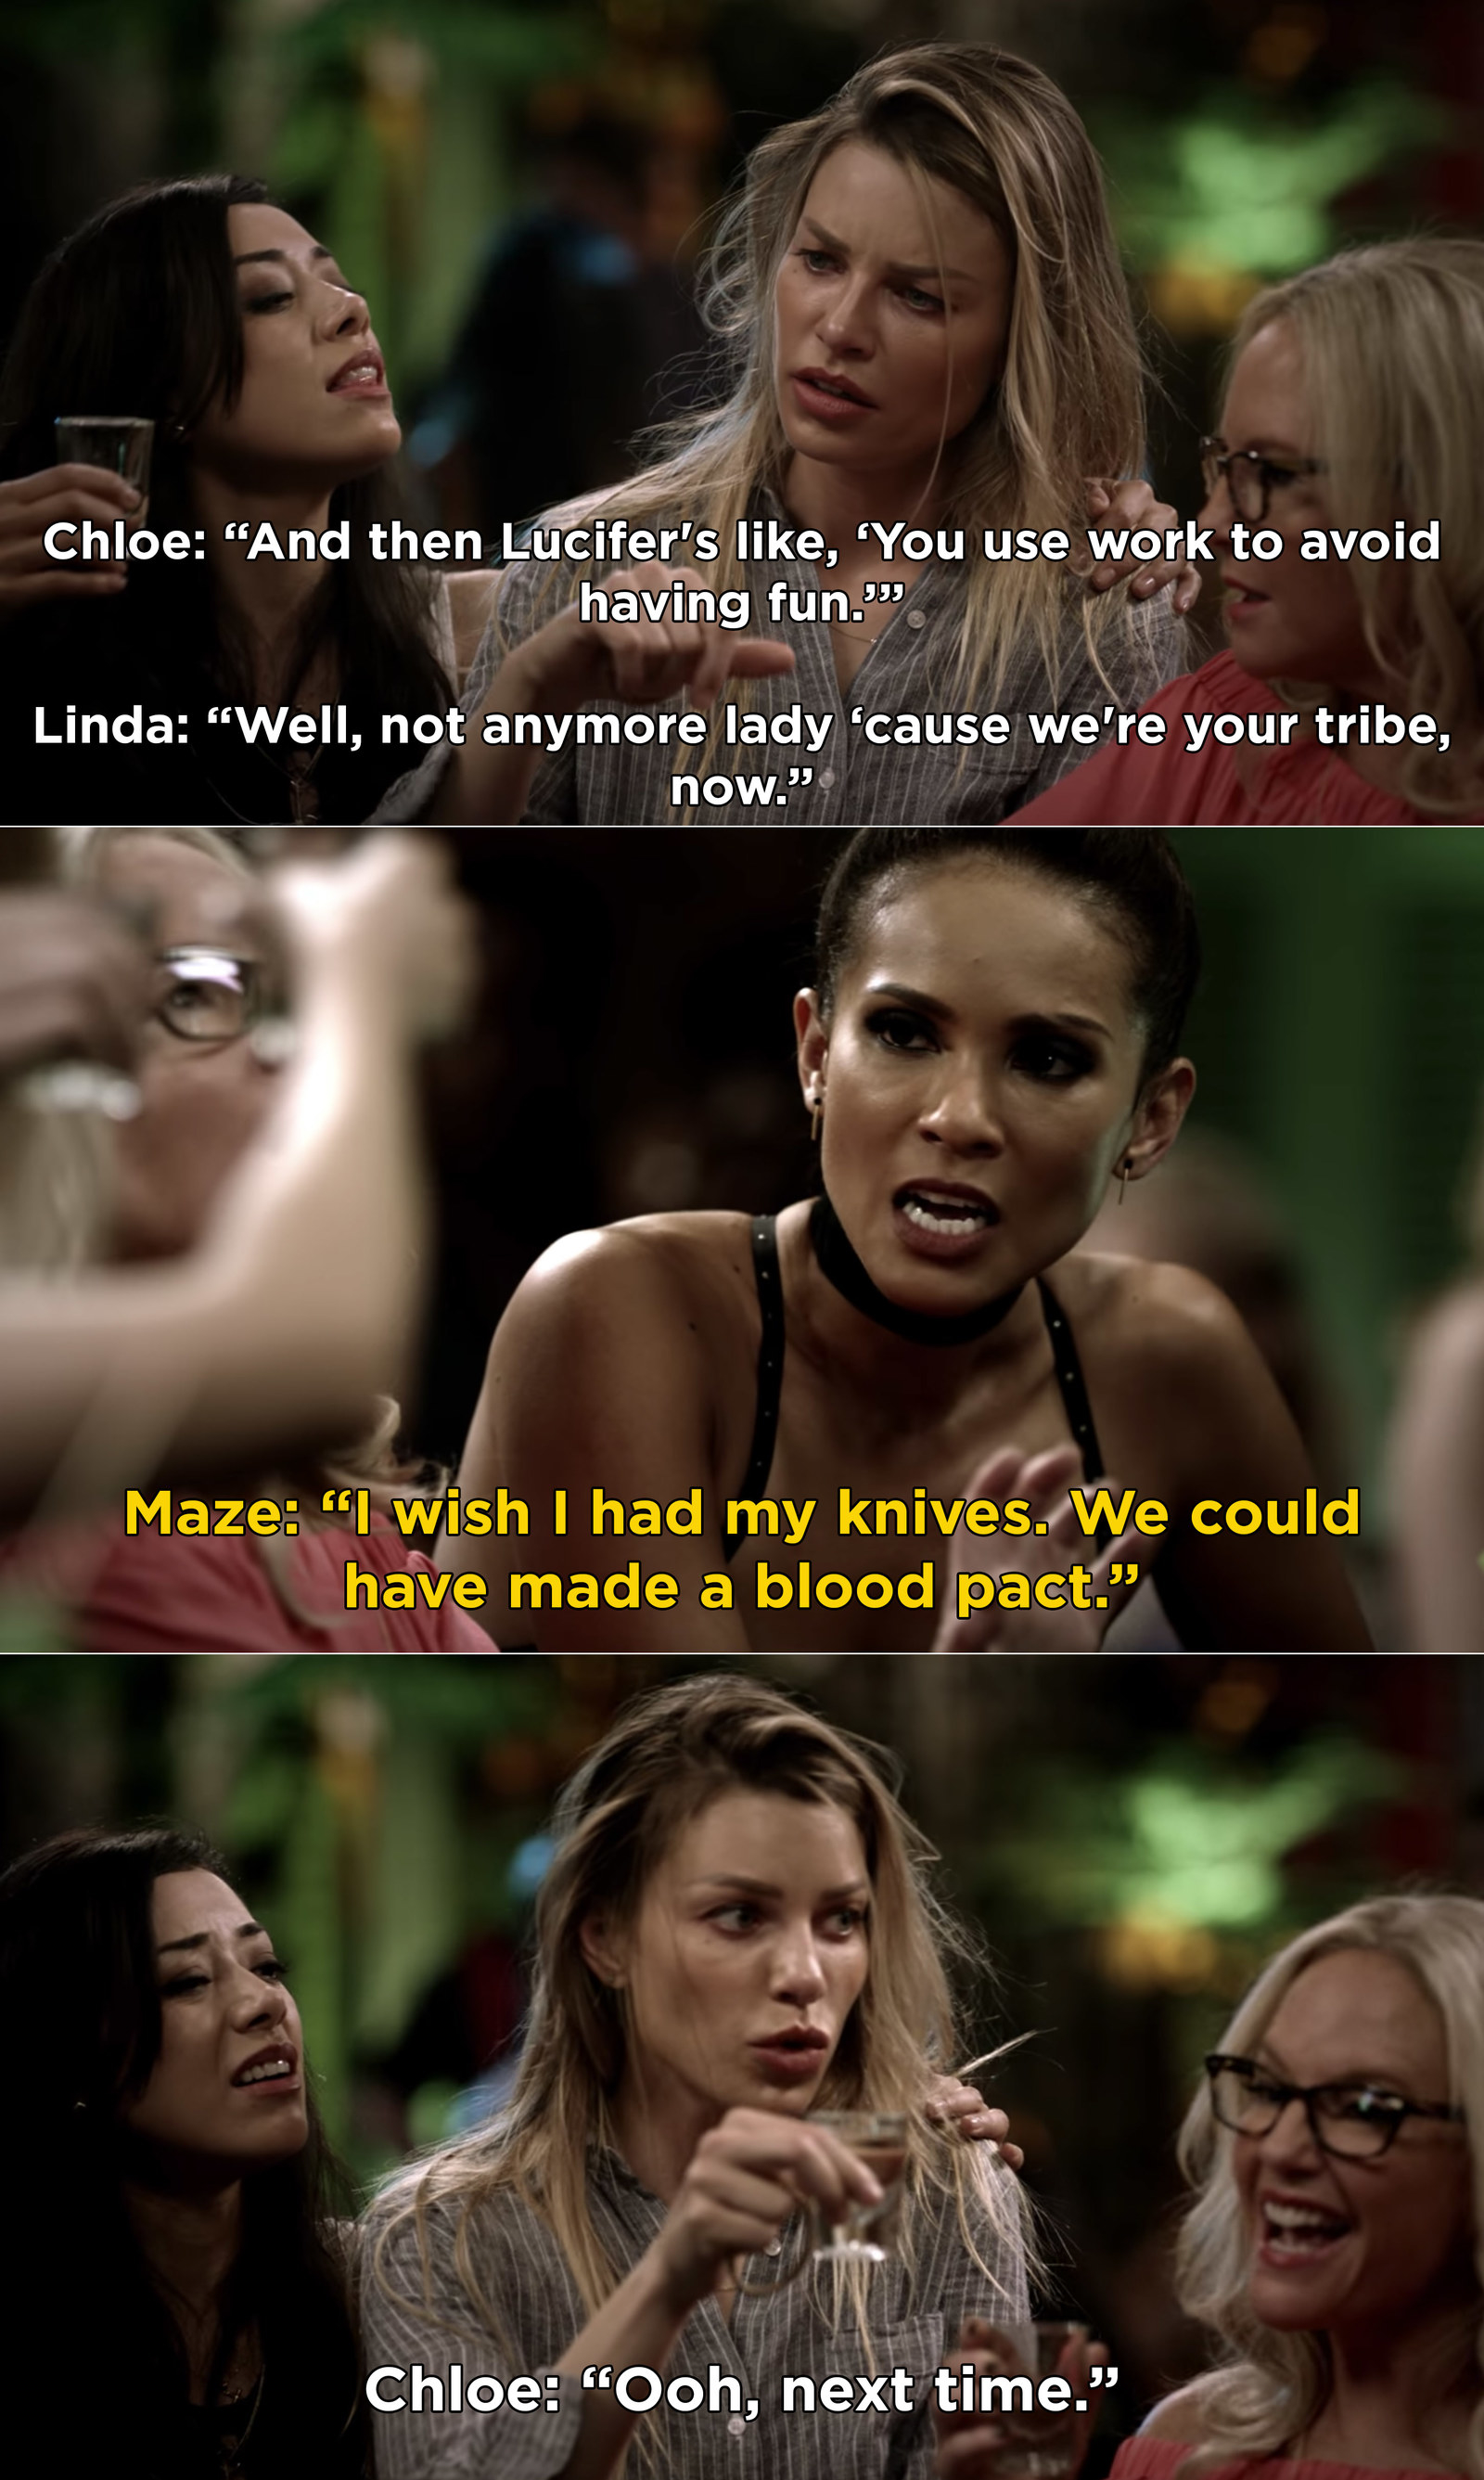 Chloe: “And then Lucifer's like, ‘You use work to avoid
having fun.’”
Linda: “Well, not anymore lady ‘cause we're your tribe,
now.”
Maze: “I wish I had my knives. We could
have made a blood pact.”
Chloe: “Ooh, next time.”